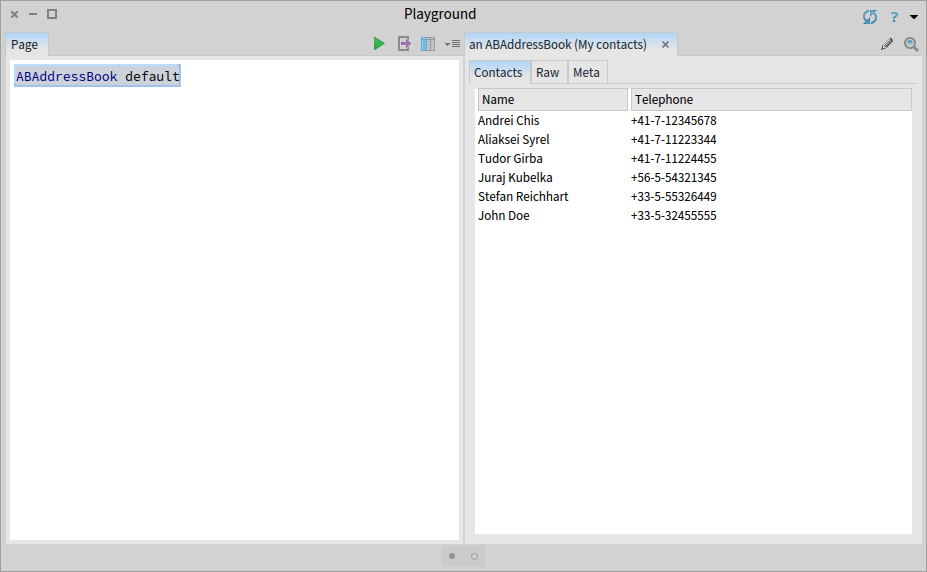 Playground
?
Page
ABAddressBook default
an ABAddressBook (My contacts)
Contacts Raw Meta
Name Telephone
Andrei Chis +41-7-12345678
Aliaksei Syrel +41-7-11223344
Tudor Girba +41-7-11224455
Juraj Kubelka +56-5-54321345
Stefan Reichhart +33-5-55326449
John Doe +33-5-32455555